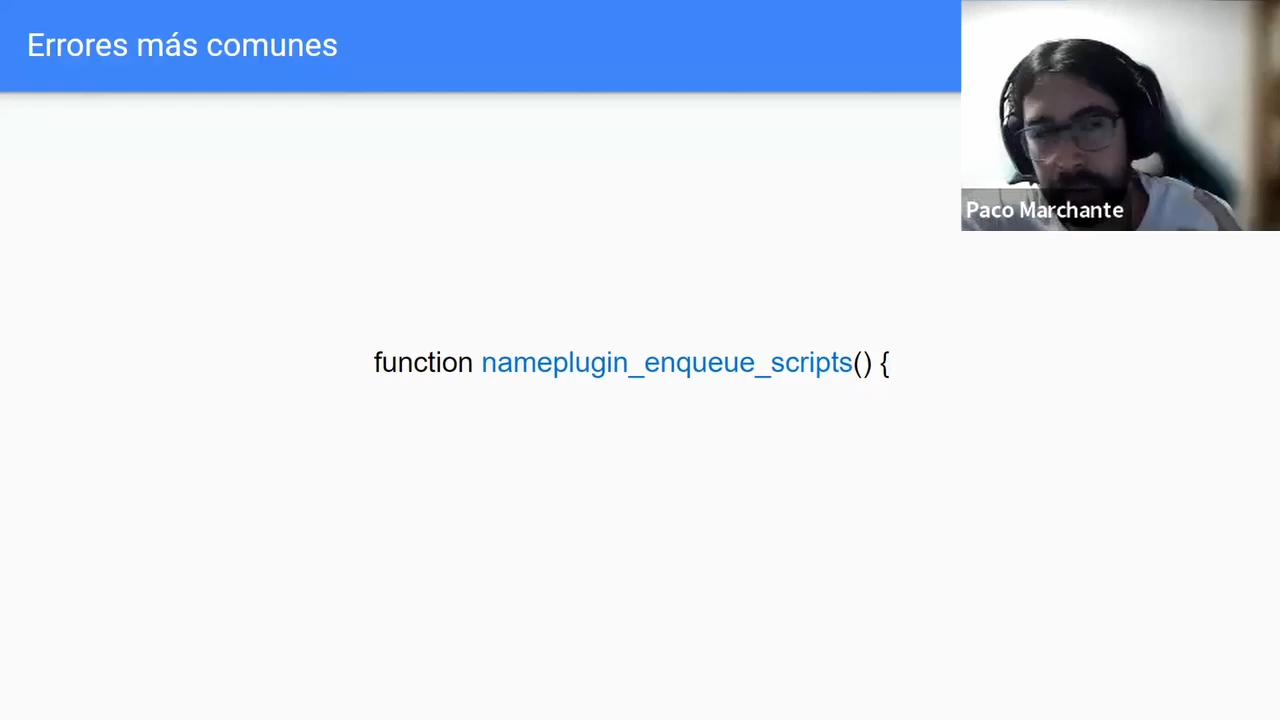 Errores más comunes
Paco Marchante
function nameplugin_enqueue_scripts() {